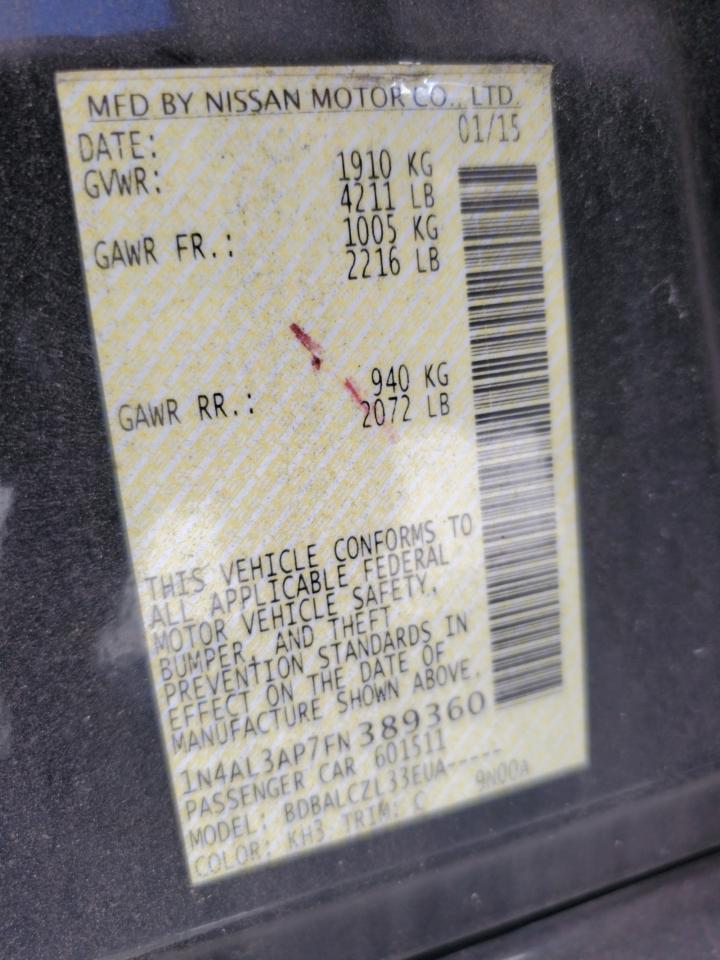 MFD BY NISSAN MOTOR CO., LTD.
DATE: 01/15
GVWR: 1910 KG
4211 LB
GAWR FR.: 1005 KG
2216 LB
GAWR RR.: 940 KG
2072 LB
THIS VEHICLE CONFORMS TO
ALL APPLICABLE FEDERAL
MOTOR VEHICLE SAFETY,
BUMPER, AND THEFT
PREVENTION STANDARDS IN
EFFECT ON THE DATE OF
MANUFACTURE SHOWN ABOVE.
1N4AL3AP7FN389360
PASSENGER CAR 601511
MODEL: BDBALCZL33EUA-----
COLOR: KH3 TRIM: C 9N00A